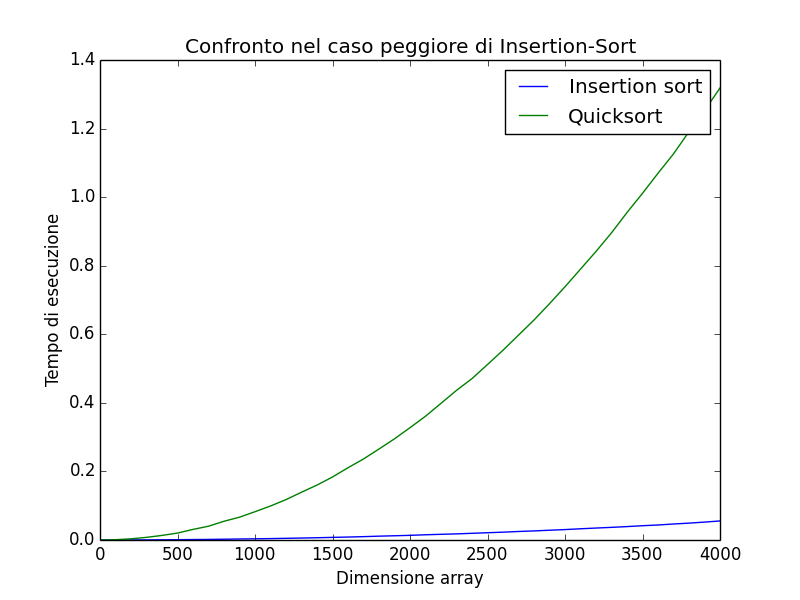 Confronto nel caso peggiore di Insertion-Sort
1.4
1.2
1.0
0.8
0.6
0.4
0.2
0.0
Tempo di esecuzione
Insertion sort
Quicksort
0 500 1000 1500 2000 2500 3000 3500 4000
Dimensione array